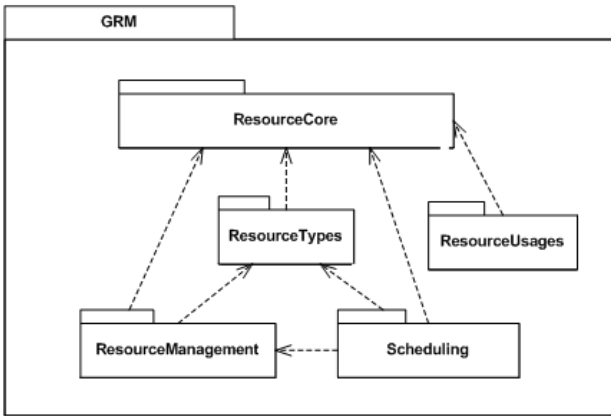 GRM
ResourceCore
ResourceTypes
ResourceUsages
ResourceManagement
Scheduling